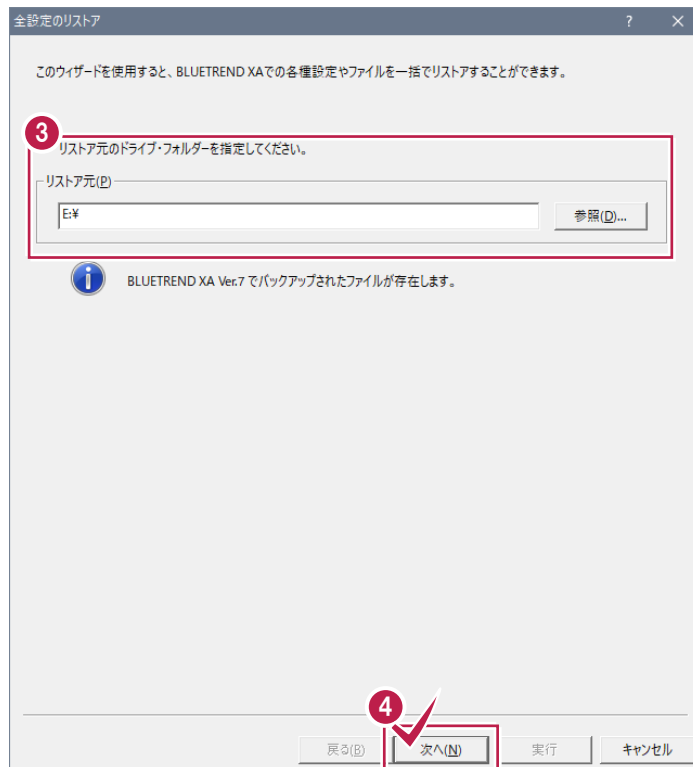 全設定のリストア
? ×
このウィザードを使用すると、BLUETREND XAでの各種設定やファイルを一括でリストアすることができます。
3
リストア元のドライブ・フォルダーを指定してください。
リストア元(P)
E:¥
参照(D)...
BLUETREND XA Ver.7 でバックアップされたファイルが存在します。
4
戻る(B) 次へ(N) 実行 キャンセル